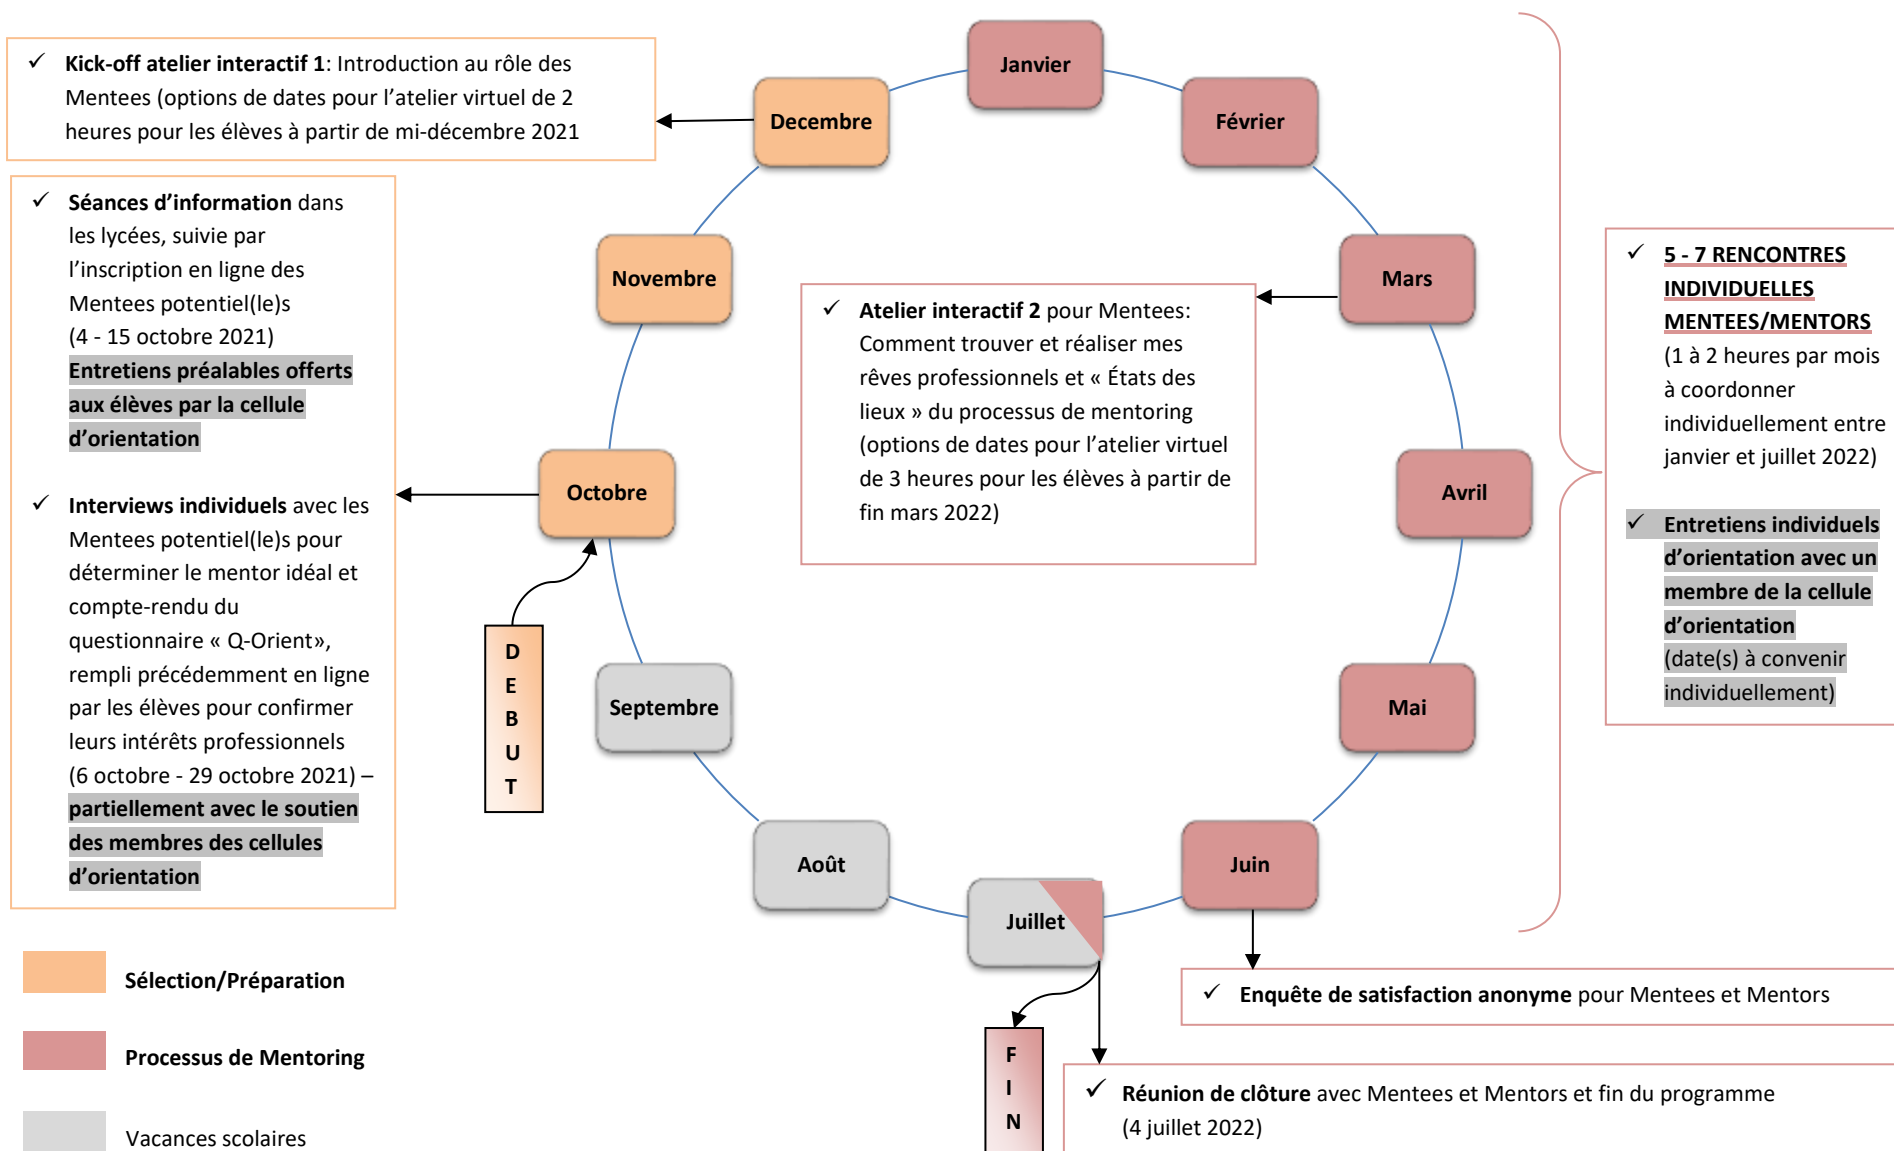 ✓ Kick-off atelier interactif 1: Introduction au rôle des
Mentees (options de dates pour l’atelier virtuel de 2
heures pour les élèves à partir de mi-décembre 2021
✓ Séances d’information dans
les lycées, suivie par
l’inscription en ligne des
Mentees potentiel(le)s
(4 - 15 octobre 2021)
Entretiens préalables offerts
aux élèves par la cellule
d’orientation
✓ Interviews individuels avec les
Mentees potentiel(le)s pour
déterminer le mentor idéal et
compte-rendu du
questionnaire « Q-Orient»,
rempli précédemment en ligne
par les élèves pour confirmer
leurs intérêts professionnels
(6 octobre - 29 octobre 2021) –
partiellement avec le soutien
des membres des cellules
d’orientation
Janvier
Février
Mars
Avril
Mai
Juin
Juillet
Août
Septembre
Octobre
Novembre
Decembre
✓ Atelier interactif 2 pour Mentees:
Comment trouver et réaliser mes
rêves professionnels et « États des
lieux » du processus de mentoring
(options de dates pour l’atelier virtuel
de 3 heures pour les élèves à partir de
fin mars 2022)
✓ 5 - 7 RENCONTRES
INDIVIDUELLES
MENTEES/MENTORS
(1 à 2 heures par mois
à coordonner
individuellement entre
janvier et juillet 2022)
✓ Entretiens individuels
d’orientation avec un
membre de la cellule
d’orientation
(date(s) à convenir
individuellement)
D
E
B
U
T
✓ Enquête de satisfaction anonyme pour Mentees et Mentors
F
I
N
✓ Réunion de clôture avec Mentees et Mentors et fin du programme
(4 juillet 2022)
Sélection/Préparation
Processus de Mentoring
Vacances scolaires